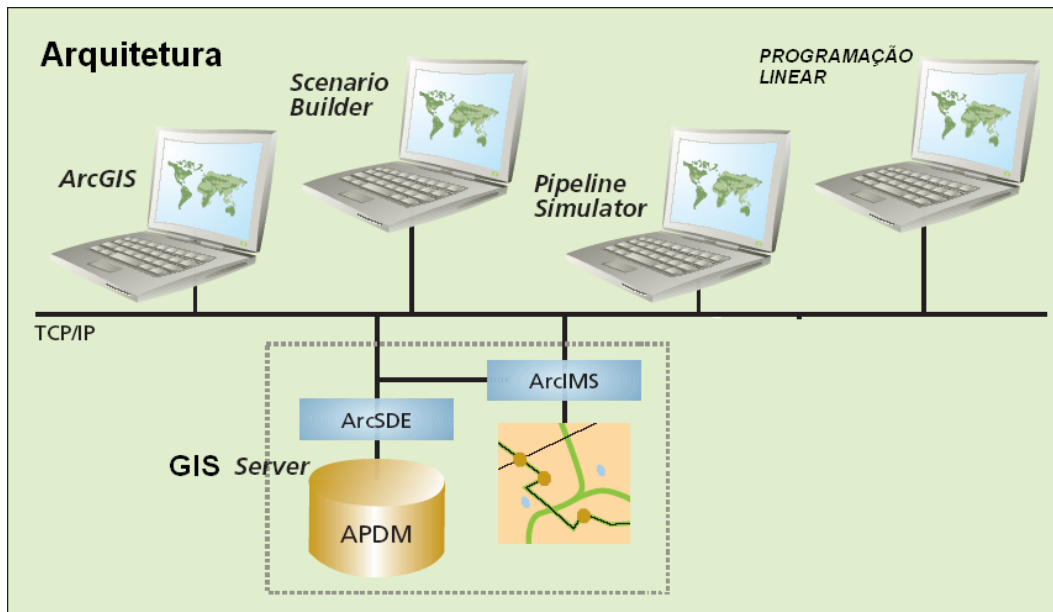 Arquitetura
Scenario
Builder
PROGRAMAÇÃO
LINEAR
ArcGIS
Pipeline
Simulator
TCP/IP
ArcIMS
ArcSDE
GIS Server
APDM